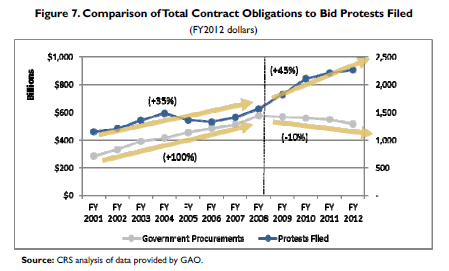 Figure 7. Comparison of Total Contract Obligations to Bid Protests Filed
(FY2012 dollars)
$1,000
$800
$600
$400
$200
$0
Billions
(+35%)
(+100%)
(+45%)
(-10%)
2,500
2,000
1,500
1,000
500
-
FY FY FY FY FY FY FY FY FY FY FY FY
2001 2002 2003 2004 2005 2006 2007 2008 2009 2010 2011 2012
Government Procurements Protests Filed
Source: CRS analysis of data provided by GAO.